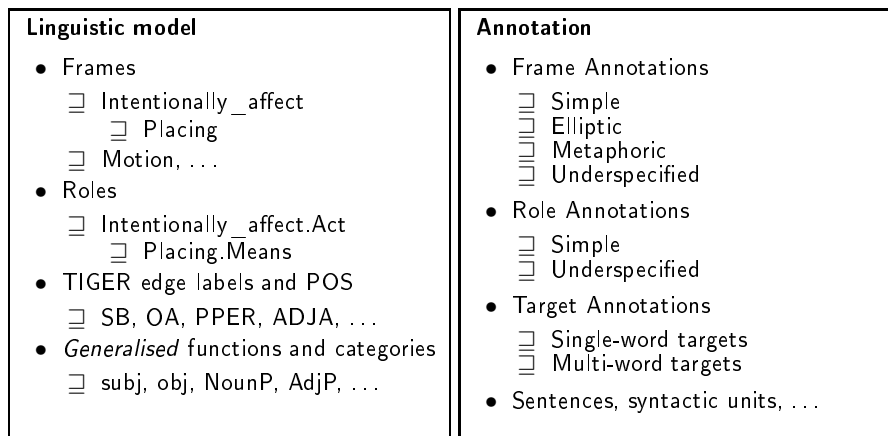 Linguistic model
• Frames
⊒ Intentionally_affect
⊒ Placing
⊒ Motion, ...
• Roles
⊒ Intentionally_affect.Act
⊒ Placing.Means
• TIGER edge labels and POS
⊒ SB, OA, PPER, ADJA, ...
• Generalised functions and categories
⊒ subj, obj, NounP, AdjP, ...
Annotation
• Frame Annotations
⊒ Simple
⊒ Elliptic
⊒ Metaphoric
⊒ Underspecified
• Role Annotations
⊒ Simple
⊒ Underspecified
• Target Annotations
⊒ Single-word targets
⊒ Multi-word targets
• Sentences, syntactic units, ...